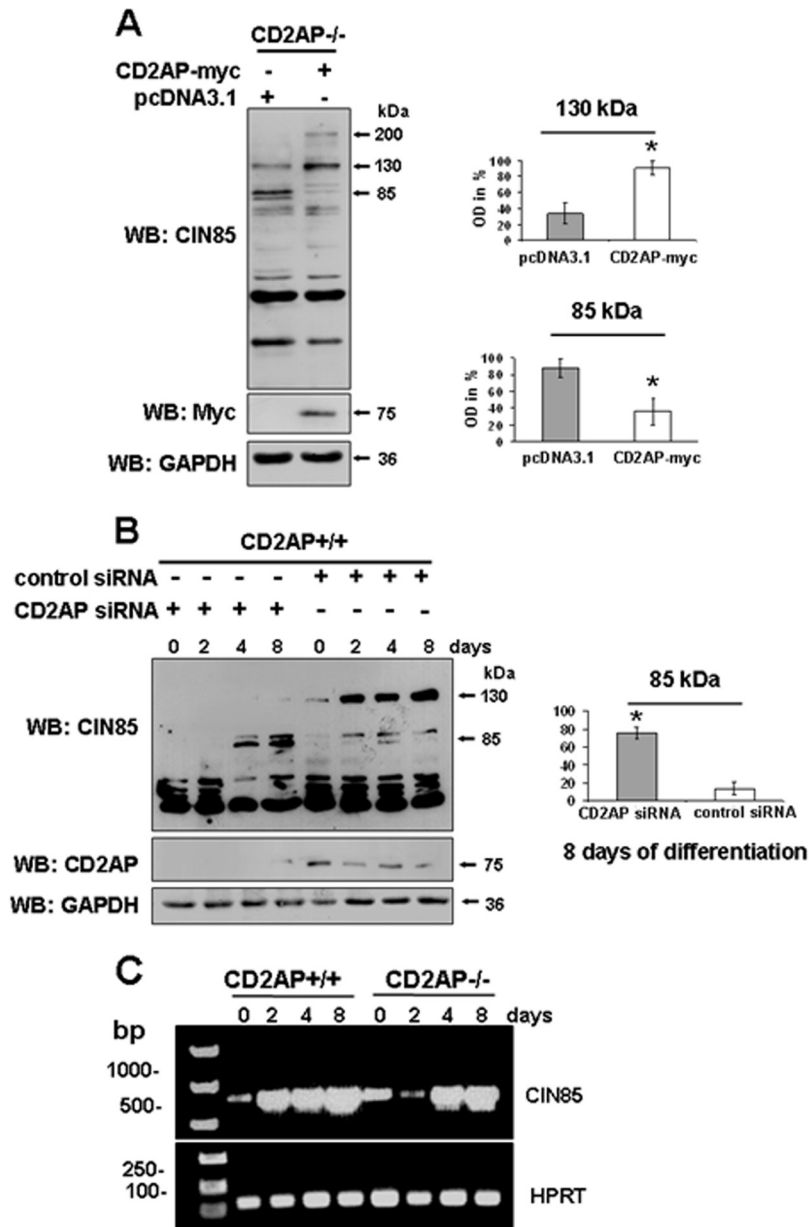 A
CD2AP-/-
CD2AP-myc - +
pcDNA3.1 + -
kDa
200
130
85
WB: CIN85
WB: Myc
75
WB: GAPDH
36
130 kDa
*
OD in %
100
80
60
40
20
0
pcDNA3.1 CD2AP-myc
85 kDa
*
OD in %
100
80
60
40
20
0
pcDNA3.1 CD2AP-myc
B
CD2AP+/+
control siRNA - - - - + + + +
CD2AP siRNA + + + + - - - -
0 2 4 8 0 2 4 8 days
kDa
130
85
WB: CIN85
WB: CD2AP
75
WB: GAPDH
36
85 kDa
*
100
80
60
40
20
0
CD2AP siRNA control siRNA
8 days of differentiation
C
CD2AP+/+ CD2AP-/-
0 2 4 8 0 2 4 8 days
bp
1000-
500-
CIN85
250-
100-
HPRT